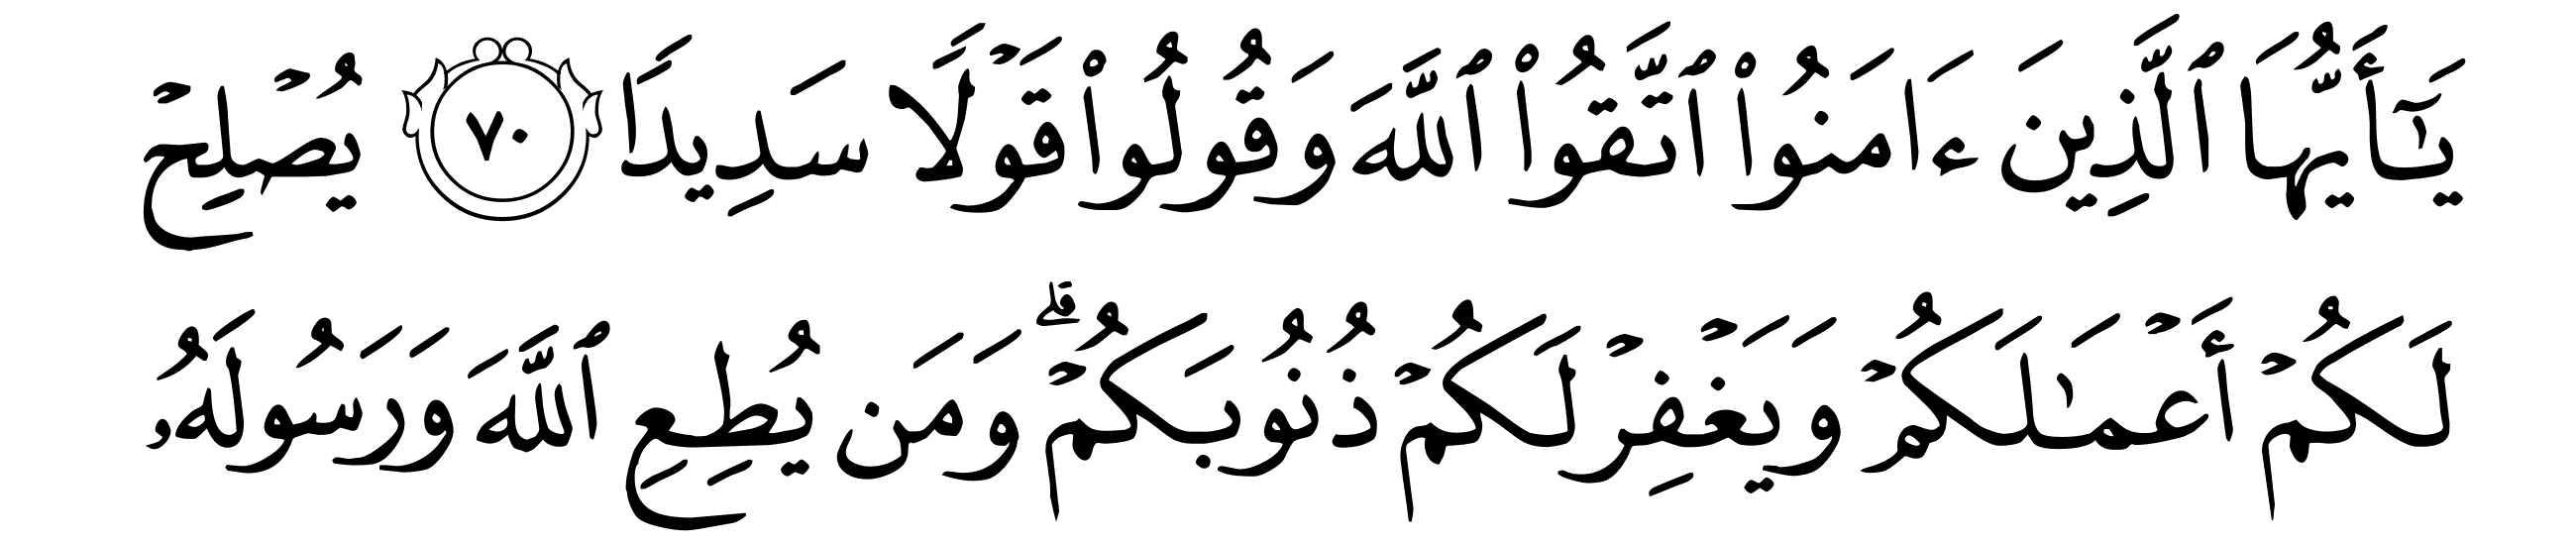 يَـٰٓأَيُّهَا ٱلَّذِينَ ءَامَنُوا۟ ٱتَّقُوا۟ ٱللَّهَ وَقُولُوا۟ قَوْلًا سَدِيدًا ٧٠ يُصْلِحْ
لَكُمْ أَعْمَـٰلَكُمْ وَيَغْفِرْ لَكُمْ ذُنُوبَكُمْ ۗ وَمَن يُطِعِ ٱللَّهَ وَرَسُولَهُۥ